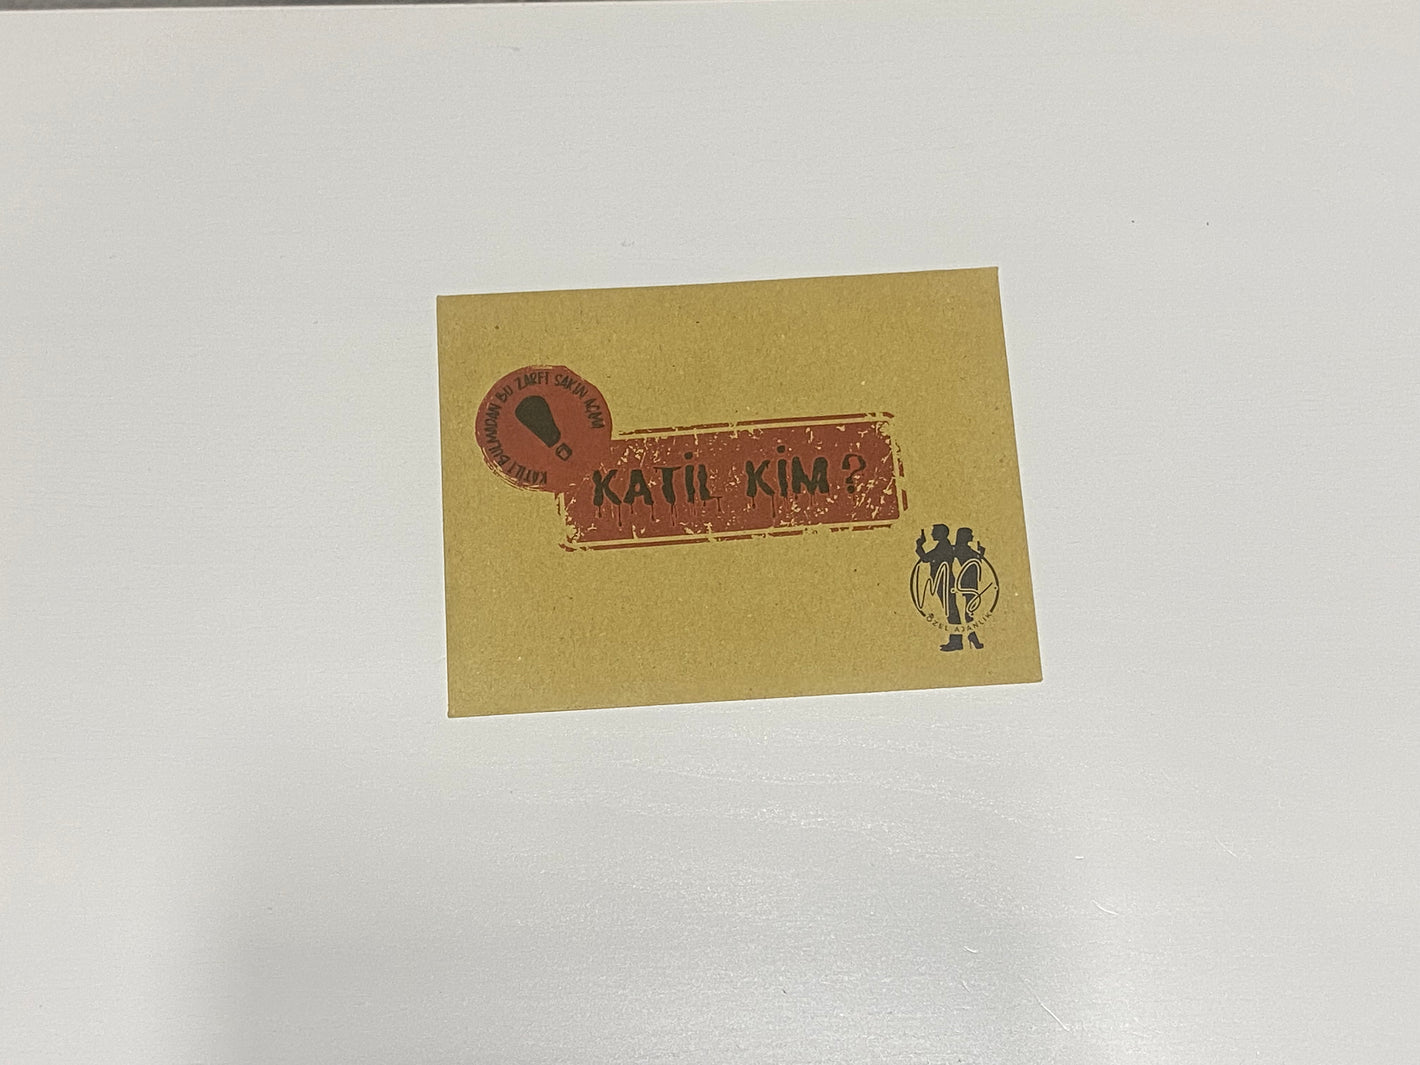 KATİLİ BULMADAN BU ZARFI SAKIN AÇMA
KATİL KİM?
M.S.
ÖZEL AJANLIK